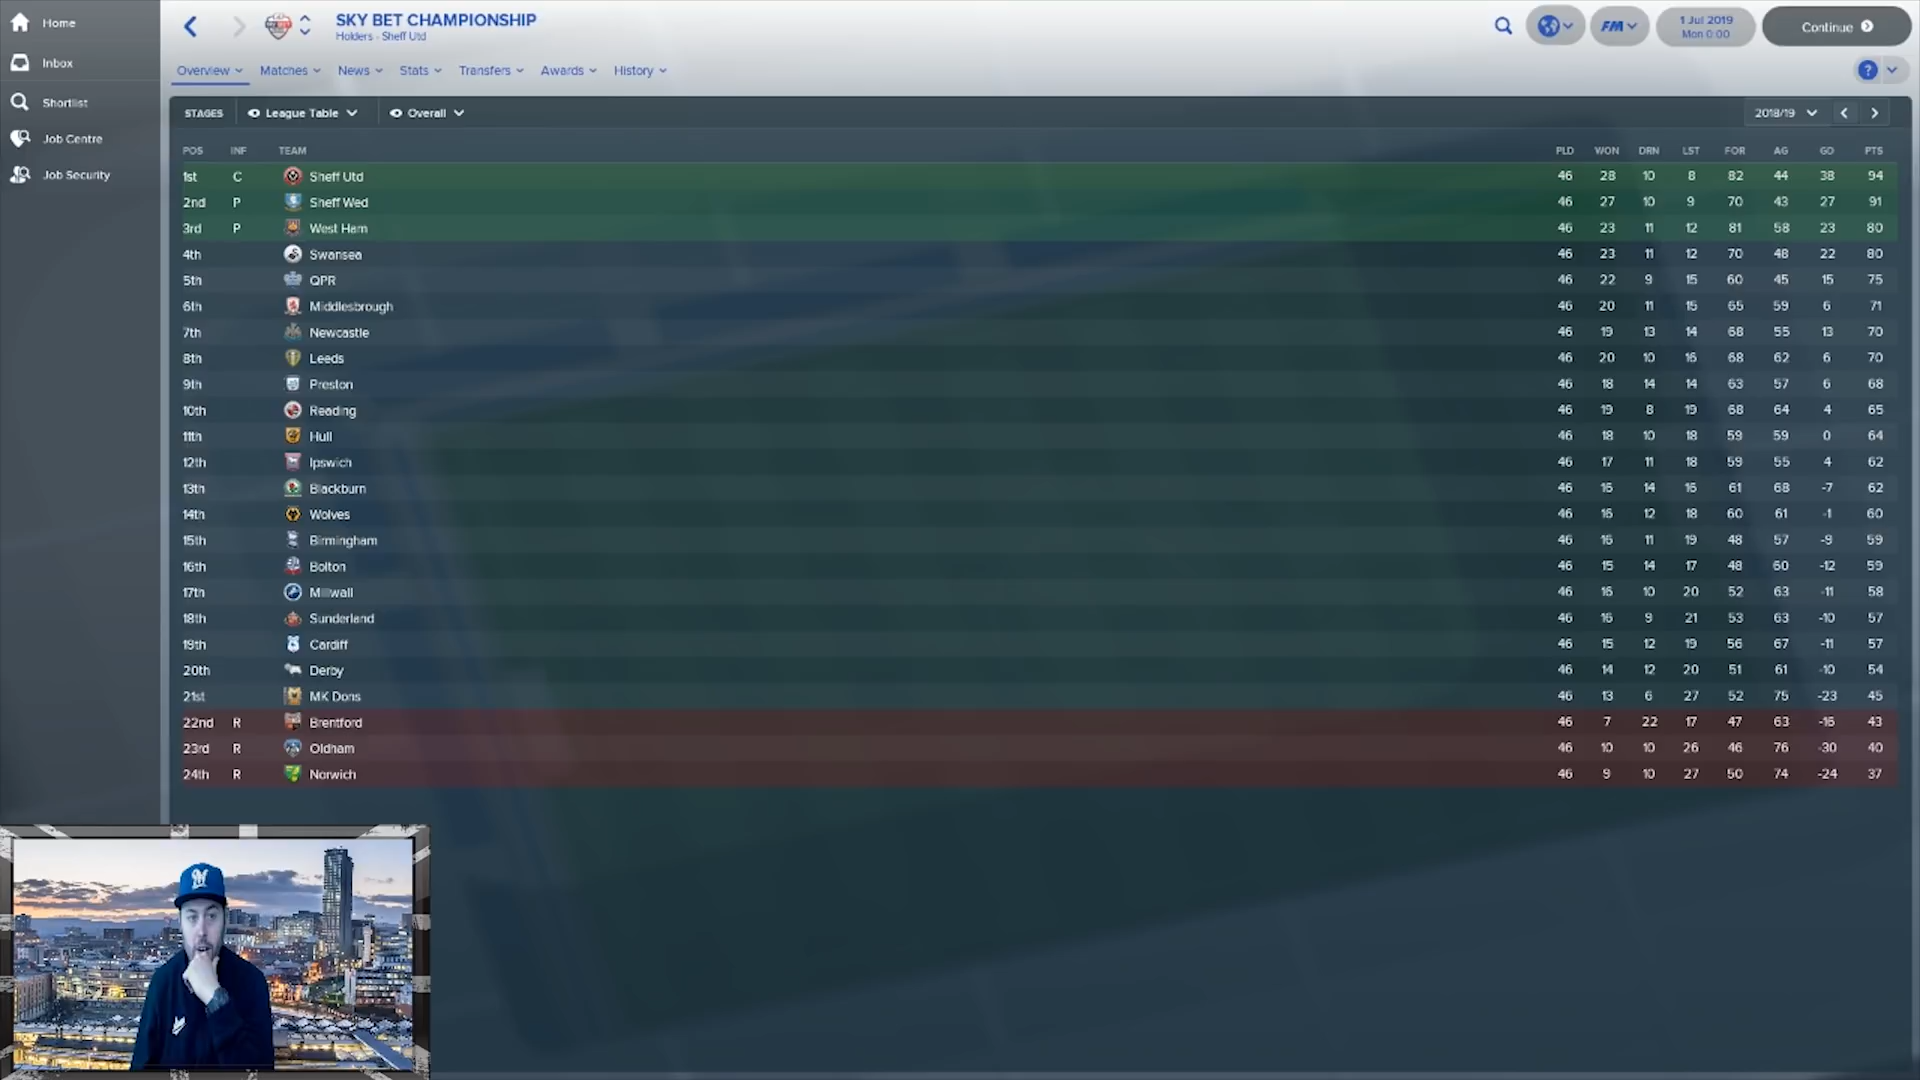 Home
Inbox
Shortlist
Job Centre
Job Security
SKY BET CHAMPIONSHIP
Holders - Sheff Utd
FM
1 Jul 2019
Mon 0:00
Continue
Overview Matches News Stats Transfers Awards History
?
STAGES League Table Overall 2018/19
POS INF TEAM PLD WON DRN LST FOR AG GD PTS
1st C Sheff Utd 46 28 10 8 82 44 38 94
2nd P Sheff Wed 46 27 10 9 70 43 27 91
3rd P West Ham 46 23 11 12 81 58 23 80
4th Swansea 46 23 11 12 70 48 22 80
5th QPR 46 22 9 15 60 45 15 75
6th Middlesbrough 46 20 11 15 65 59 6 71
7th Newcastle 46 19 13 14 68 55 13 70
8th Leeds 46 20 10 16 68 62 6 70
9th Preston 46 18 14 14 63 57 6 68
10th Reading 46 19 8 19 68 64 4 65
11th Hull 46 18 10 18 59 59 0 64
12th Ipswich 46 17 11 18 59 55 4 62
13th Blackburn 46 16 14 16 61 68 -7 62
14th Wolves 46 16 12 18 60 61 -1 60
15th Birmingham 46 16 11 19 48 57 -9 59
16th Bolton 46 15 14 17 48 60 -12 59
17th Millwall 46 16 10 20 52 63 -11 58
18th Sunderland 46 16 9 21 53 63 -10 57
19th Cardiff 46 15 12 19 56 67 -11 57
20th Derby 46 14 12 20 51 61 -10 54
21st MK Dons 46 13 6 27 52 75 -23 45
22nd R Brentford 46 7 22 17 47 63 -16 43
23rd R Oldham 46 10 10 26 46 76 -30 40
24th R Norwich 46 9 10 27 50 74 -24 37